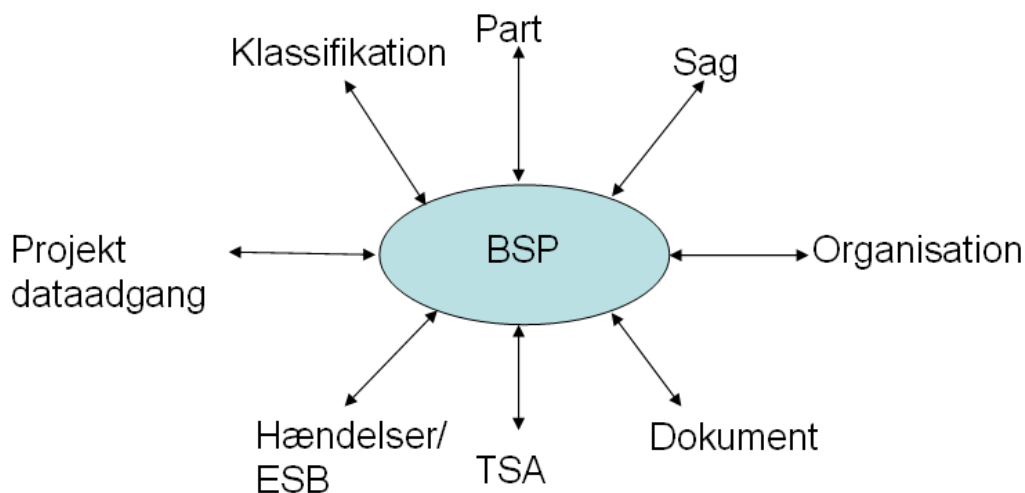 Part
Klassifikation
Sag
BSP
Projekt
dataadgang
Organisation
Hændelser/
ESB
TSA
Dokument